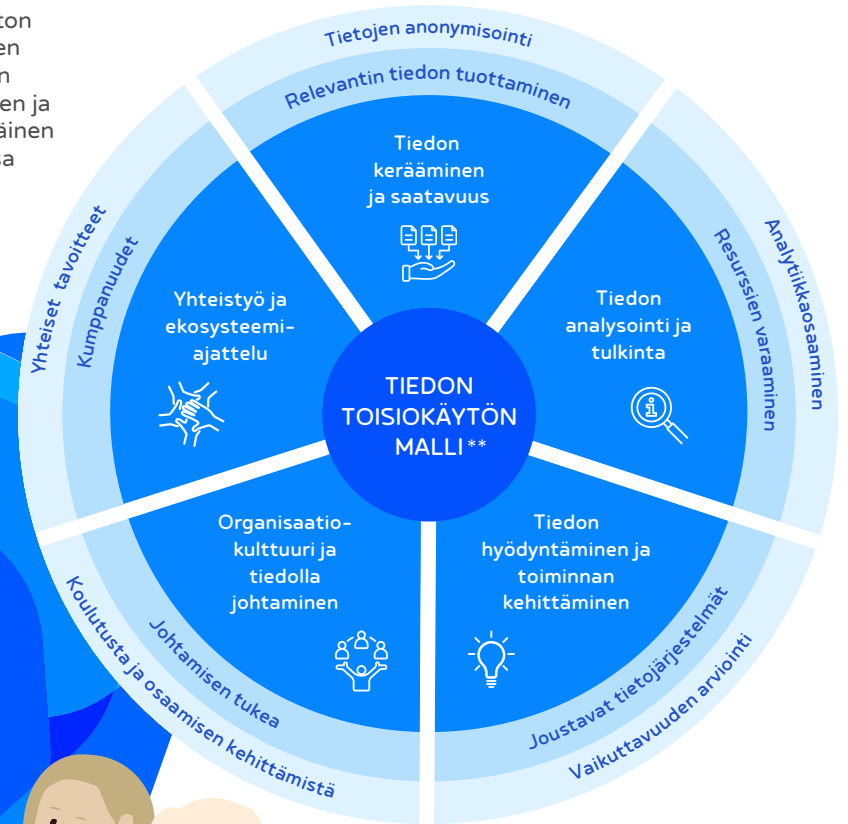 Tietojen anonymisointi
Relevantin tiedon tuottaminen
Tiedon
kerääminen
ja saatavuus
Analytiikkaosaaminen
Resurssien varaaminen
Tiedon
analysointi ja
tulkinta
Yhteiset tavoitteet
Kumppanuudet
Yhteistyö ja
ekosysteemi-
ajattelu
TIEDON
TOISIOKÄYTÖN
MALLI**
Organisaatio-
kulttuuri ja
tiedolla
johtaminen
Johtamisen tukea
Koulutusta ja osaamisen kehittämistä
Tiedon
hyödyntäminen ja
toiminnan
kehittäminen
Joustavat tietojärjestelmät
Vaikuttavuuden arviointi